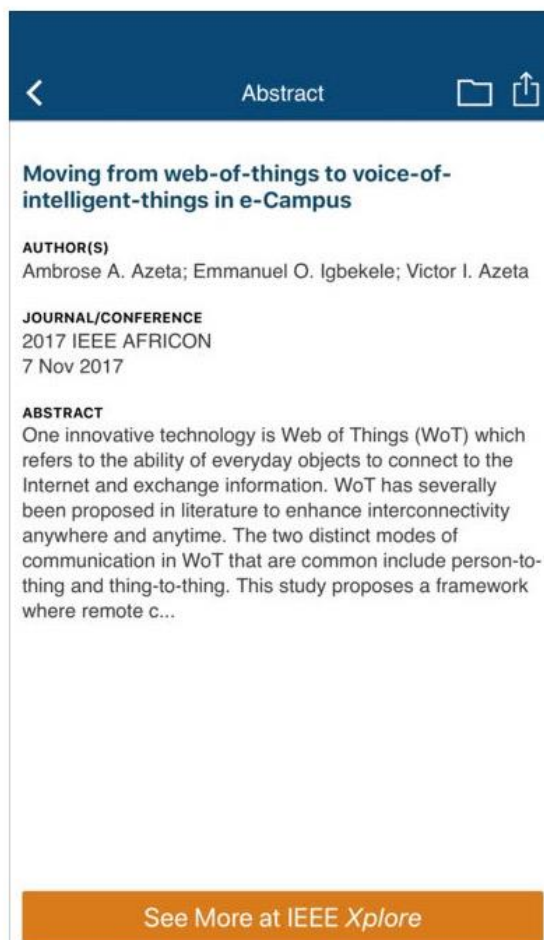 Abstract
Moving from web-of-things to voice-of-
intelligent-things in e-Campus
AUTHOR(S)
Ambrose A. Azeta; Emmanuel O. Igbekele; Victor I. Azeta
JOURNAL/CONFERENCE
2017 IEEE AFRICON
7 Nov 2017
ABSTRACT
One innovative technology is Web of Things (WoT) which
refers to the ability of everyday objects to connect to the
Internet and exchange information. WoT has severally
been proposed in literature to enhance interconnectivity
anywhere and anytime. The two distinct modes of
communication in WoT that are common include person-to-
thing and thing-to-thing. This study proposes a framework
where remote c...
See More at IEEE Xplore